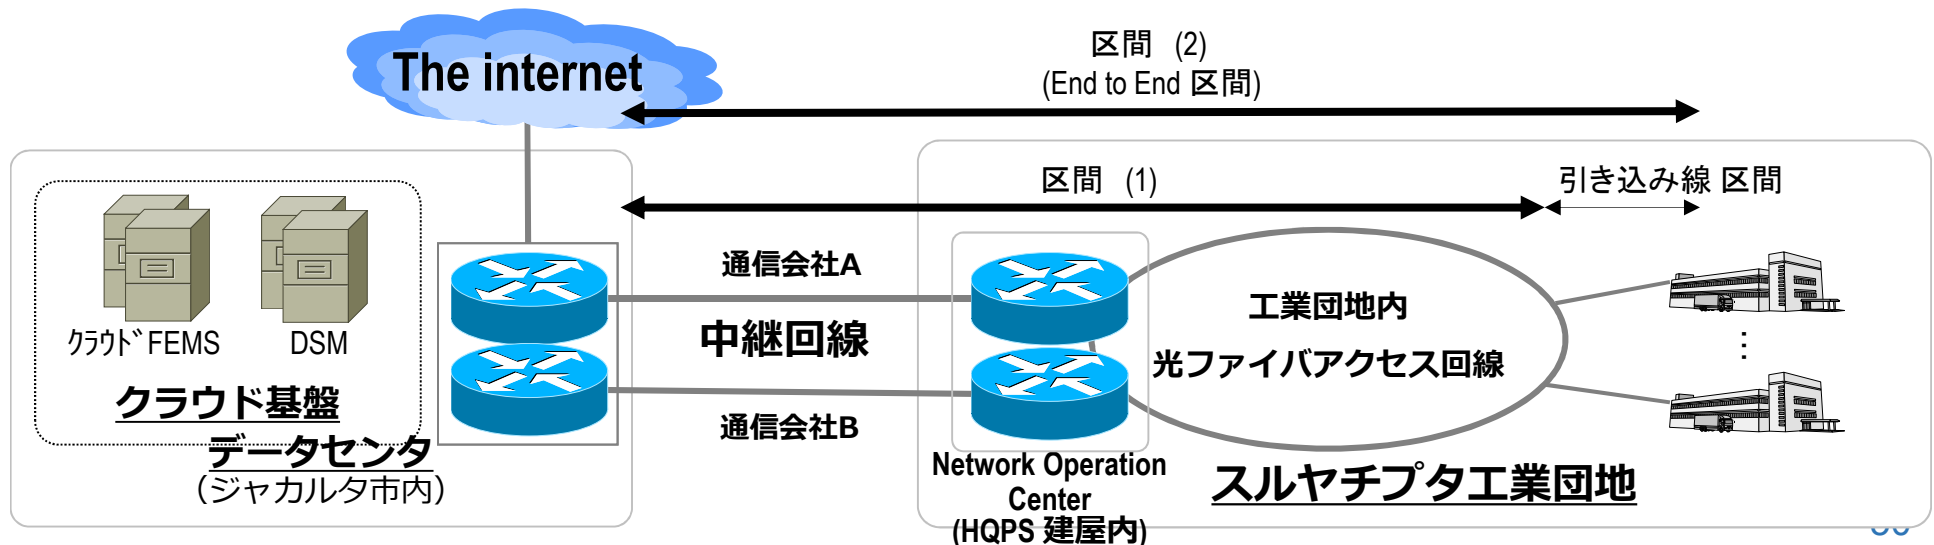 The internet
区間 (2)
(End to End 区間)
区間 (1)
引き込み線 区間
通信会社A
中継回線
通信会社B
工業団地内
光ファイバアクセス回線
⋮
ｸﾗｳﾄﾞFEMS
DSM
クラウド基盤
データセンタ
(ジャカルタ市内)
Network Operation
Center
(HQPS 建屋内)
スルヤチプタ工業団地